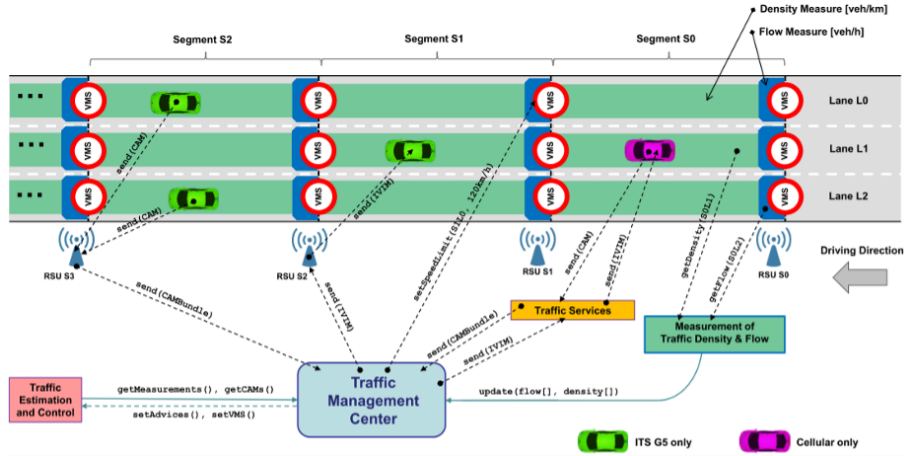 Density Measure [veh/km]
Flow Measure [veh/h]
Segment S2
Segment S1
Segment S0
VMS
VMS
VMS
VMS
Lane L0
VMS
VMS
VMS
VMS
Lane L1
VMS
VMS
VMS
VMS
Lane L2
send(CAM)
send(CAM)
send(IVIM)
setSpeedLimit(S1L0, 120km/h)
send(CAM)
send(IVIM)
getDensity(S0L1)
getFlow(S0L2)
RSU S3
RSU S2
RSU S1
RSU S0
Driving Direction
send(CAMBundle)
send(IVIM)
send(CAMBundle)
send(IVIM)
Traffic Services
Measurement of
Traffic Density & Flow
Traffic
Estimation
and Control
getMeasurements(), getCAMs()
setAdvices(), setVMS()
Traffic
Management
Center
update(flow[], density[])
ITS G5 only
Cellular only